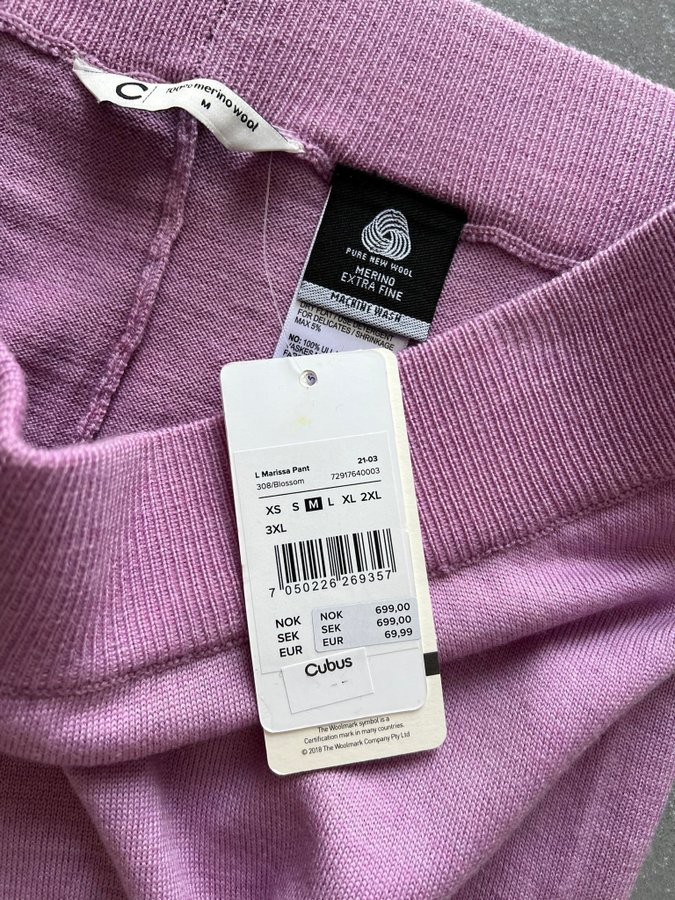 C merino wool
M
PURE NEW WOOL
MERINO
EXTRA FINE
MACHINE WASH
FOR DELICATES / SHRINKAGE
MAX 5%
NO: 100%
L Marissa Pant 21-03
308/Blossom 72917640003
XS S M L XL 2XL
3XL
7 050226 269357
NOK NOK 699,00
SEK SEK 699,00
EUR EUR 69,99
Cubus
The Woolmark symbol is a
Certification mark in many countries.
© 2018 The Woolmark Company Pty Ltd